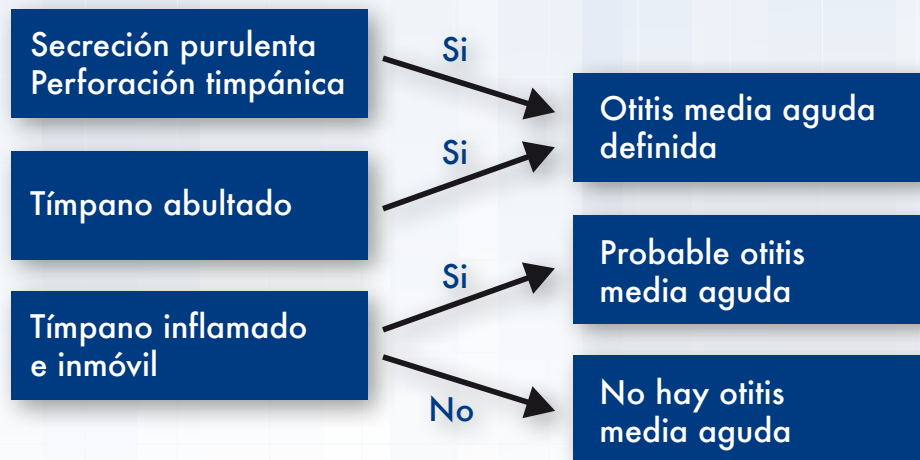 Secreción purulenta
Perforación timpánica
Si
Otitis media aguda
definida
Si
Tímpano abultado
Probable otitis
media aguda
Si
Tímpano inflamado
e inmóvil
No
No hay otitis
media aguda